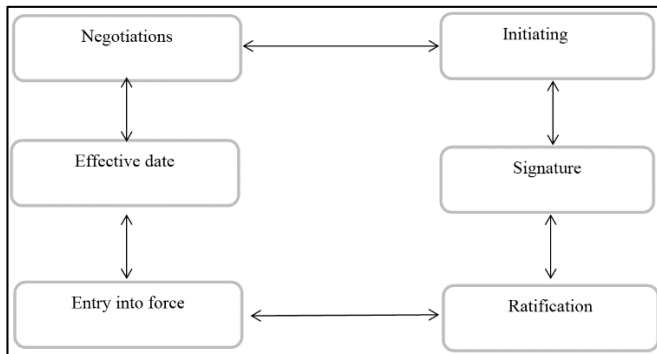 Negotiations
Initiating
Effective date
Signature
Entry into force
Ratification